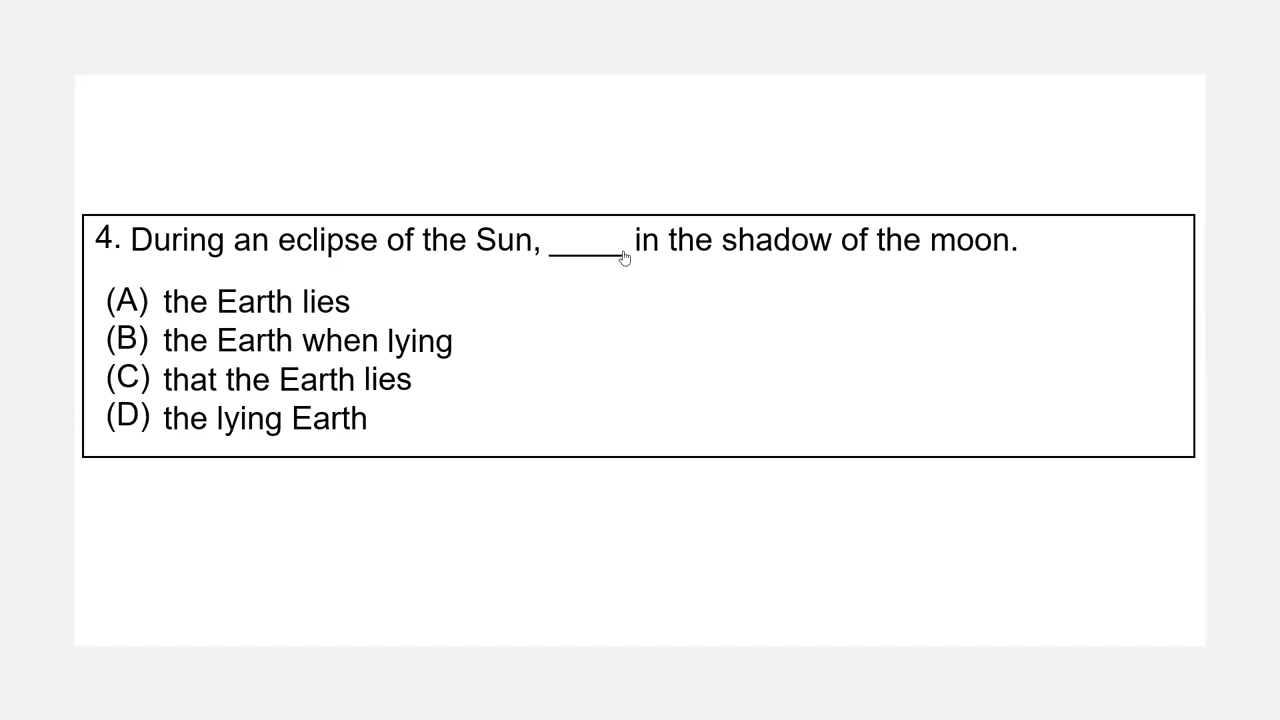 4. During an eclipse of the Sun, _____ in the shadow of the moon.
(A) the Earth lies
(B) the Earth when lying
(C) that the Earth lies
(D) the lying Earth